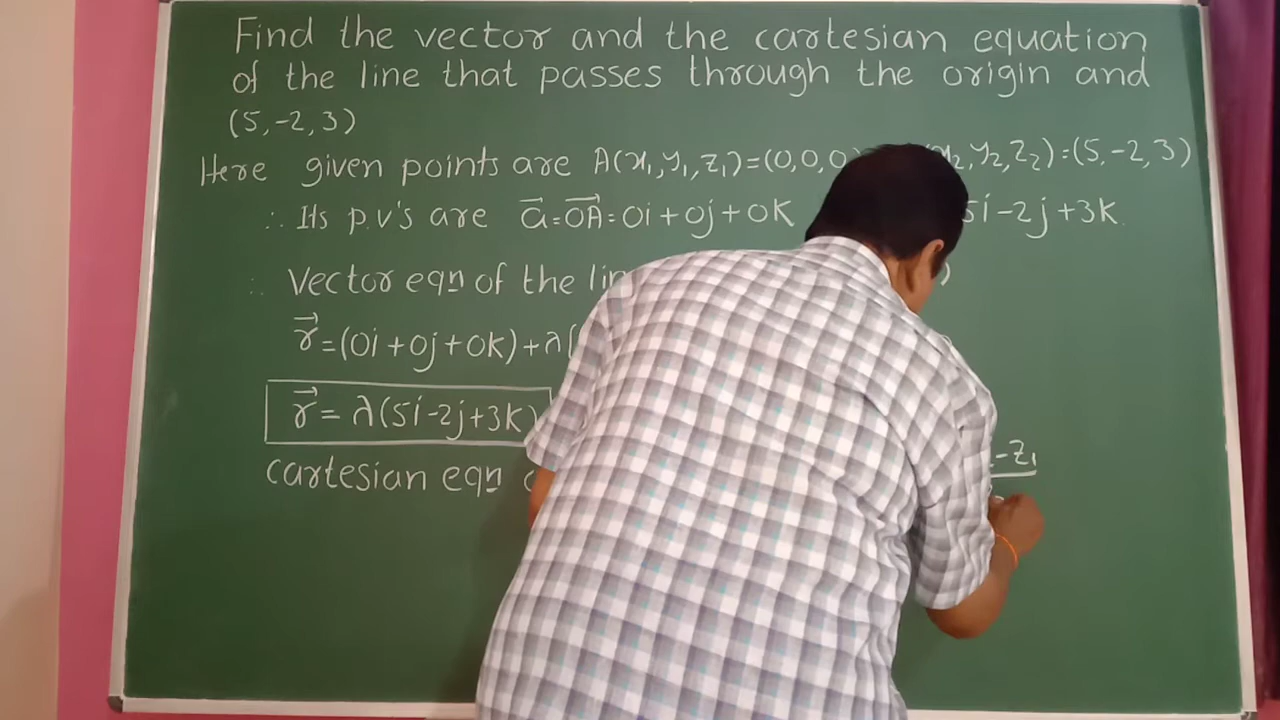 Find the vector and the cartesian equation
of the line that passes through the origin and
(5,-2,3)
Here given points are A(x₁,y₁,z₁)=(0,0,0) x₂,y₂,z₂)=(5,-2,3)
∴ Its p.v's are a⃗=OA⃗=0i+0j+0k 5i-2j+3k
∴ Vector eqn of the )
r⃗=(0i+0j+0k)+λ(
r⃗= λ(5i-2j+3k)
cartesian eqn -z₁